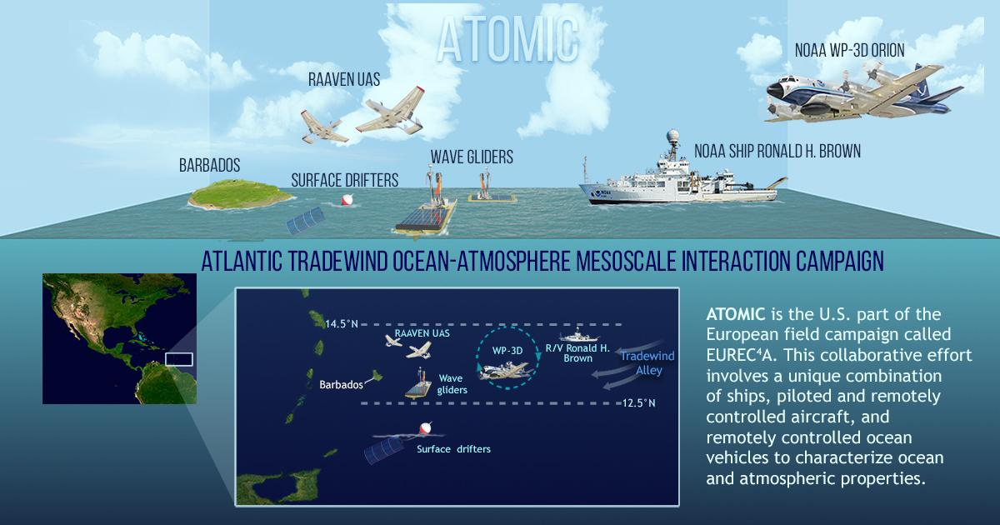 ATOMIC
NOAA WP-3D ORION
RAAVEN UAS
WAVE GLIDERS
NOAA SHIP RONALD H. BROWN
BARBADOS
SURFACE DRIFTERS
NOAA
ATLANTIC TRADEWIND OCEAN-ATMOSPHERE MESOSCALE INTERACTION CAMPAIGN
14.5°N
RAAVEN UAS
WP-3D
R/V Ronald H.
Brown
Tradewind
Alley
Barbados
Wave
gliders
12.5°N
Surface drifters
ATOMIC is the U.S. part of the
European field campaign called
EUREC⁴A. This collaborative effort
involves a unique combination
of ships, piloted and remotely
controlled aircraft, and
remotely controlled ocean
vehicles to characterize ocean
and atmospheric properties.